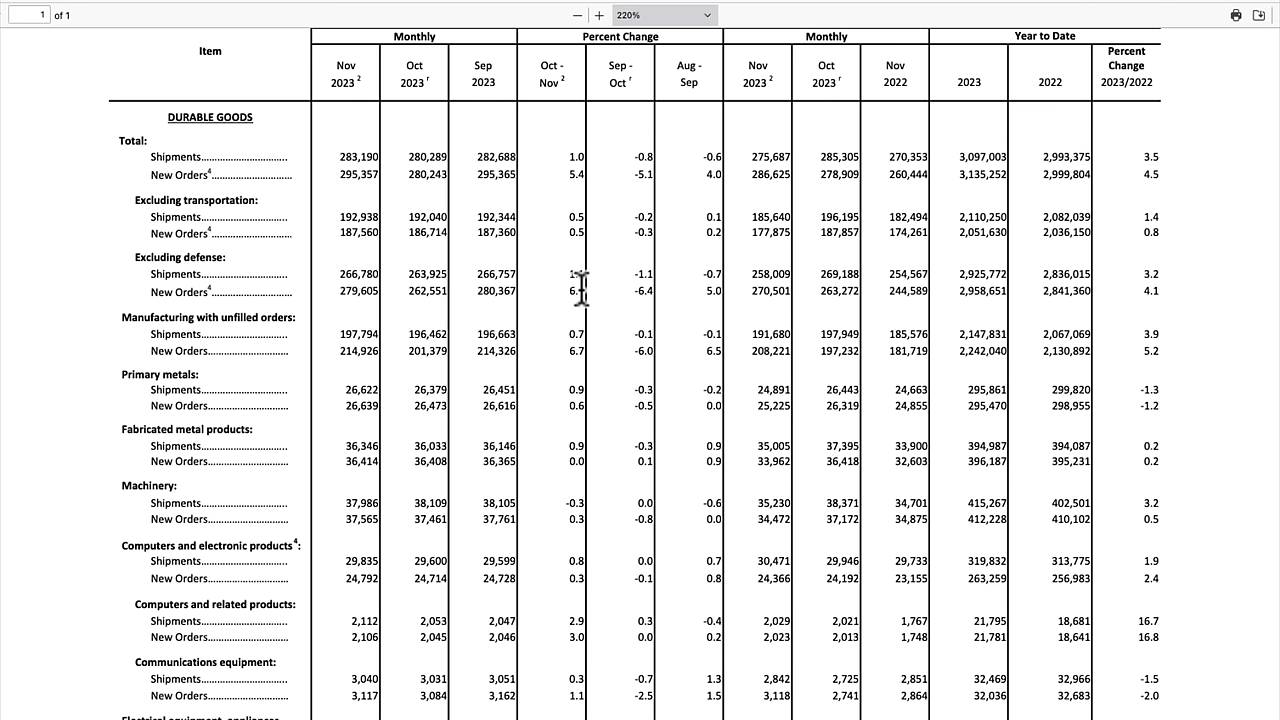 1 of 1 220%
Monthly Percent Change Monthly Year to Date
Item Nov 2023 ² Oct 2023 ʳ Sep 2023 Oct - Nov ² Sep - Oct ʳ Aug - Sep Nov 2023 ² Oct 2023 ʳ Nov 2022 2023 2022 Percent Change 2023/2022
DURABLE GOODS
Total:
Shipments.............................. 283,190 280,289 282,688 1.0 -0.8 -0.6 275,687 285,305 270,353 3,097,003 2,993,375 3.5
New Orders⁴............................ 295,357 280,243 295,365 5.4 -5.1 4.0 286,625 278,909 260,444 3,135,252 2,999,804 4.5
Excluding transportation:
Shipments.............................. 192,938 192,040 192,344 0.5 -0.2 0.1 185,640 196,195 182,494 2,110,250 2,082,039 1.4
New Orders⁴............................ 187,560 186,714 187,360 0.5 -0.3 0.2 177,875 187,857 174,261 2,051,630 2,036,150 0.8
Excluding defense:
Shipments.............................. 266,780 263,925 266,757 -1.1 -0.7 258,009 269,188 254,567 2,925,772 2,836,015 3.2
New Orders⁴............................ 279,605 262,551 280,367 -6.4 5.0 270,501 263,272 244,589 2,958,651 2,841,360 4.1
Manufacturing with unfilled orders:
Shipments.............................. 197,794 196,462 196,663 0.7 -0.1 -0.1 191,680 197,949 185,576 2,147,831 2,067,069 3.9
New Orders............................. 214,926 201,379 214,326 6.7 -6.0 6.5 208,221 197,232 181,719 2,242,040 2,130,892 5.2
Primary metals:
Shipments.............................. 26,622 26,379 26,451 0.9 -0.3 -0.2 24,891 26,443 24,663 295,861 299,820 -1.3
New Orders............................. 26,639 26,473 26,616 0.6 -0.5 0.0 25,225 26,319 24,855 295,470 298,955 -1.2
Fabricated metal products:
Shipments.............................. 36,346 36,033 36,146 0.9 -0.3 0.9 35,005 37,395 33,900 394,987 394,087 0.2
New Orders............................. 36,414 36,408 36,365 0.0 0.1 0.9 33,962 36,418 32,603 396,187 395,231 0.2
Machinery:
Shipments.............................. 37,986 38,109 38,105 -0.3 0.0 -0.6 35,230 38,371 34,701 415,267 402,501 3.2
New Orders............................. 37,565 37,461 37,761 0.3 -0.8 0.0 34,472 37,172 34,875 412,228 410,102 0.5
Computers and electronic products⁴:
Shipments.............................. 29,835 29,600 29,599 0.8 0.0 0.7 30,471 29,946 29,733 319,832 313,775 1.9
New Orders............................. 24,792 24,714 24,728 0.3 -0.1 0.8 24,366 24,192 23,155 263,259 256,983 2.4
Computers and related products:
Shipments.............................. 2,112 2,053 2,047 2.9 0.3 -0.4 2,029 2,021 1,767 21,795 18,681 16.7
New Orders............................. 2,106 2,045 2,046 3.0 0.0 0.2 2,023 2,013 1,748 21,781 18,641 16.8
Communications equipment:
Shipments.............................. 3,040 3,031 3,051 0.3 -0.7 1.3 2,842 2,725 2,851 32,469 32,966 -1.5
New Orders............................. 3,117 3,084 3,162 1.1 -2.5 1.5 3,118 2,741 2,864 32,036 32,683 -2.0